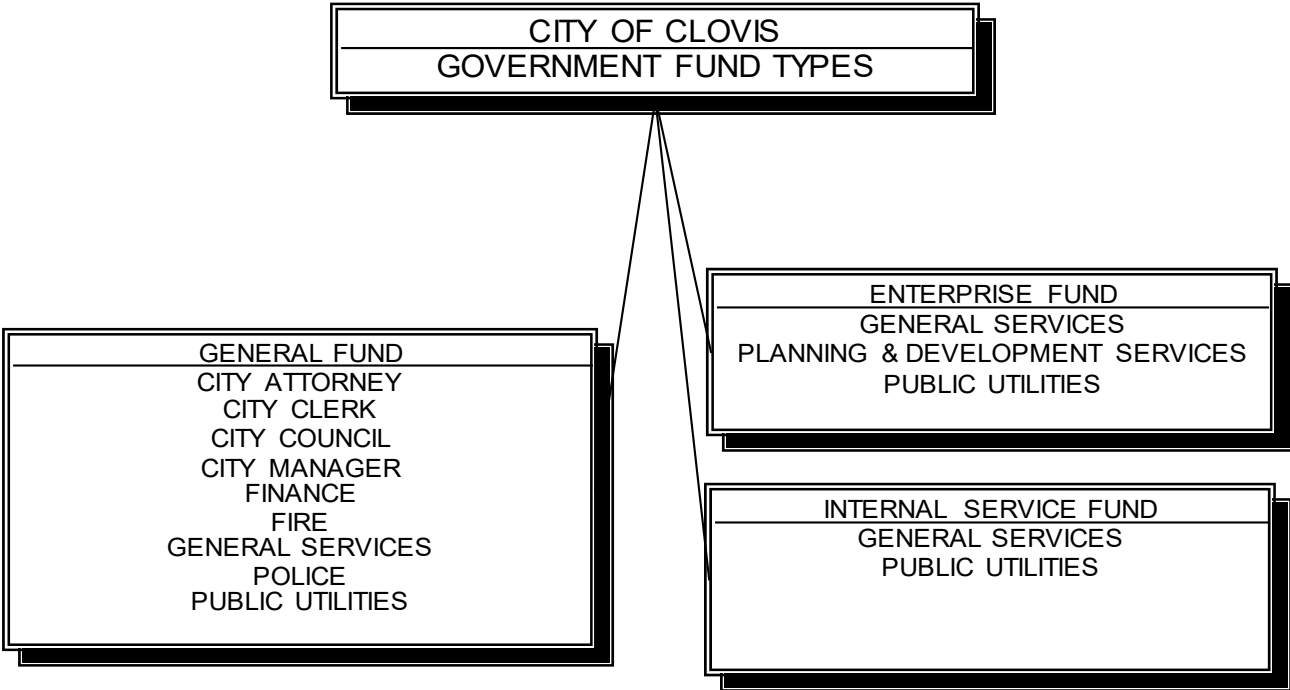 CITY OF CLOVIS
GOVERNMENT FUND TYPES
GENERAL FUND
CITY ATTORNEY
CITY CLERK
CITY COUNCIL
CITY MANAGER
FINANCE
FIRE
GENERAL SERVICES
POLICE
PUBLIC UTILITIES
ENTERPRISE FUND
GENERAL SERVICES
PLANNING & DEVELOPMENT SERVICES
PUBLIC UTILITIES
INTERNAL SERVICE FUND
GENERAL SERVICES
PUBLIC UTILITIES